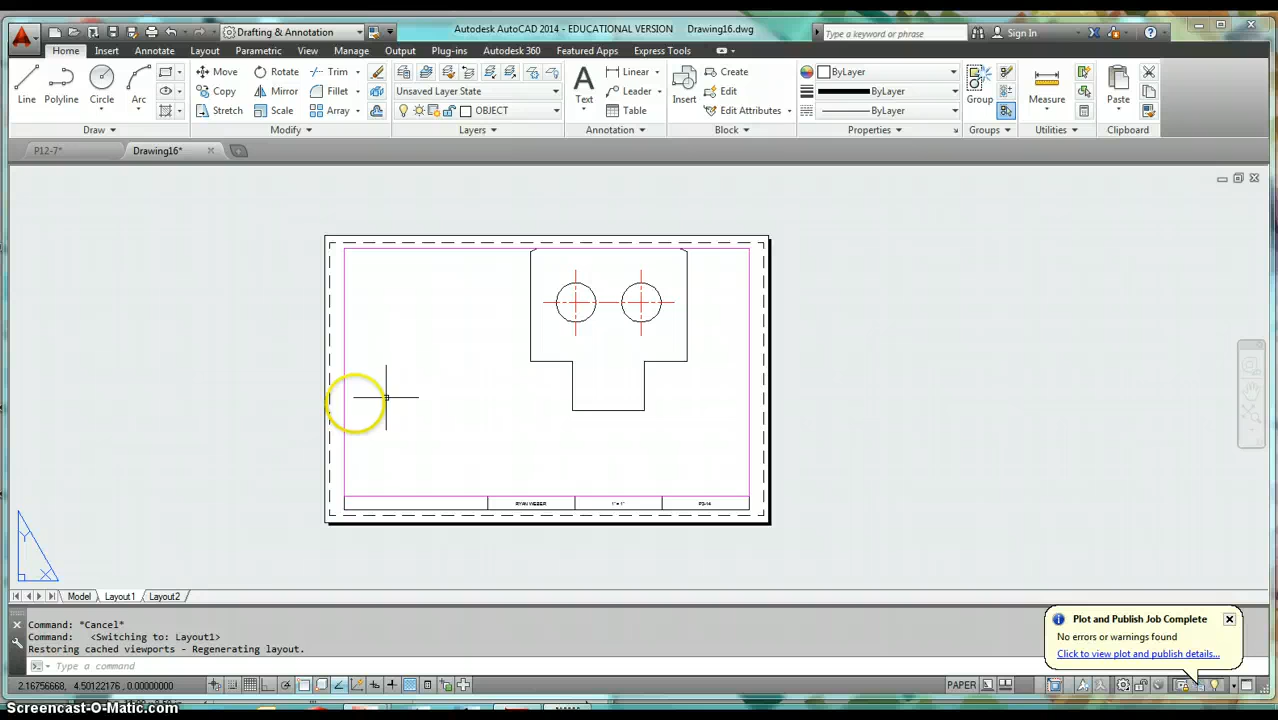 Drafting & Annotation
Autodesk AutoCAD 2014 - EDUCATIONAL VERSION Drawing16.dwg
Type a keyword or phrase
Sign In
Home Insert Annotate Layout Parametric View Manage Output Plug-ins Autodesk 360 Featured Apps Express Tools
Line Polyline Circle Arc
Move Rotate Trim
Copy Mirror Fillet
Stretch Scale Array
Unsaved Layer State
OBJECT
Text
Linear
Leader
Table
Insert
Create
Edit
Edit Attributes
ByLayer
ByLayer
ByLayer
Group
Measure
Paste
Draw Modify Layers Annotation Block Properties Groups Utilities Clipboard
P12-7* Drawing16*
RYAN WEBER 1" = 1"
Y
X
Model Layout1 Layout2
Command: *Cancel*
Command: <Switching to: Layout1>
Restoring cached viewports - Regenerating layout.
Type a command
Plot and Publish Job Complete
No errors or warnings found
Click to view plot and publish details...
2.16756668, 4.50122476, 0.00000000
PAPER
Screencast-O-Matic.com